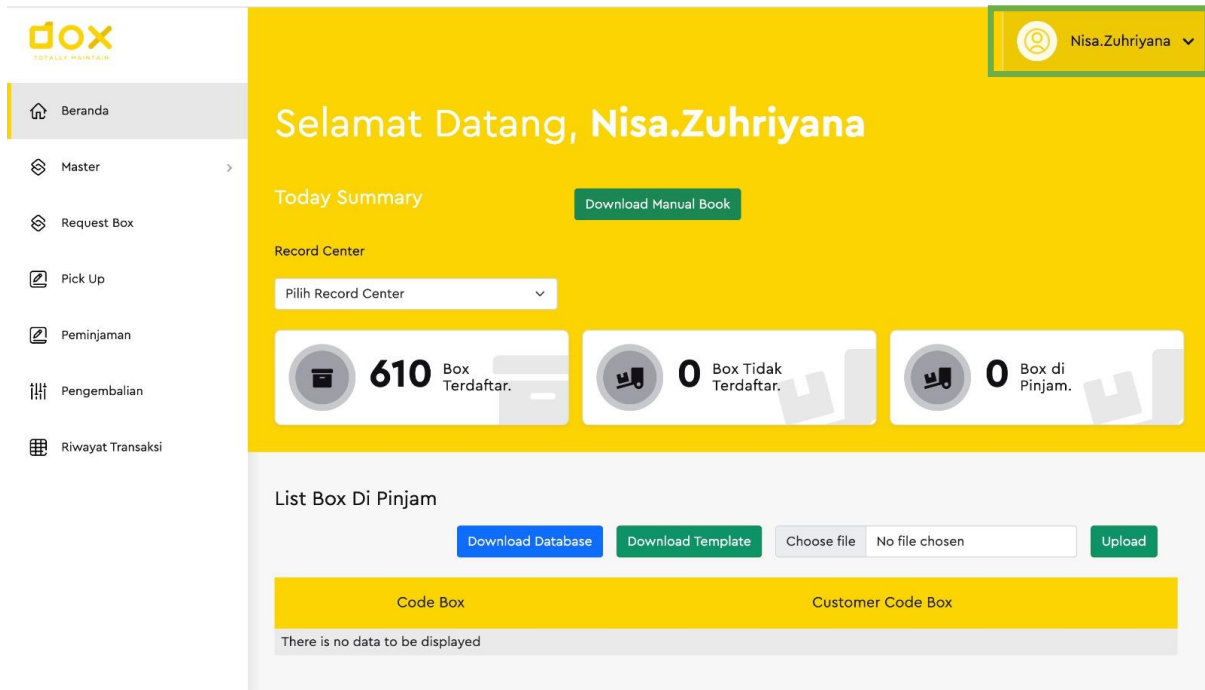 dox
TOTALLY MAINTAIN
Nisa.Zuhriyana
Beranda
Master
Request Box
Pick Up
Peminjaman
Pengembalian
Riwayat Transaksi
Selamat Datang, Nisa.Zuhriyana
Today Summary
Download Manual Book
Record Center
Pilih Record Center
610 Box
Terdaftar.
0 Box Tidak
Terdaftar.
0 Box di
Pinjam.
List Box Di Pinjam
Download Database
Download Template
Choose file
No file chosen
Upload
Code Box
Customer Code Box
There is no data to be displayed